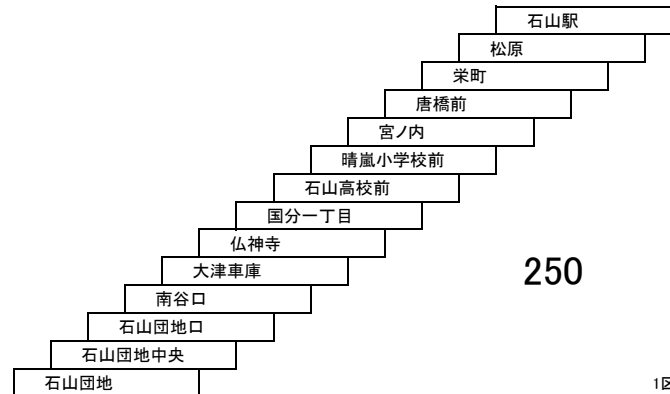 石山駅
松原
栄町
唐橋前
宮ノ内
晴嵐小学校前
石山高校前
国分一丁目
仏神寺
大津車庫
250
南谷口
石山団地口
石山団地中央
石山団地
1区